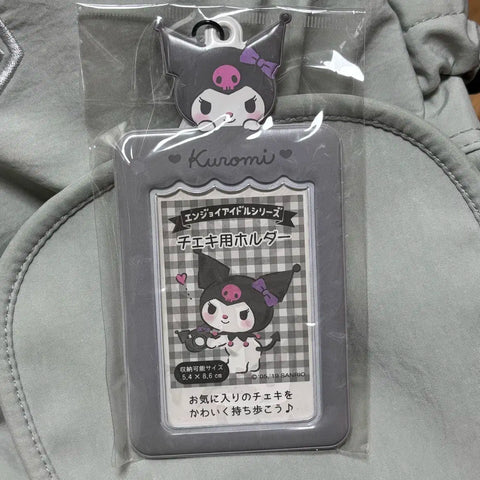 Kuromi
エンジョイアイドルシリーズ
チェキ用ホルダー
収納可能サイズ
5.4 × 8.6 cm
©'05,'19 SANRIO
お気に入りのチェキを
かわいく持ち歩こう♪